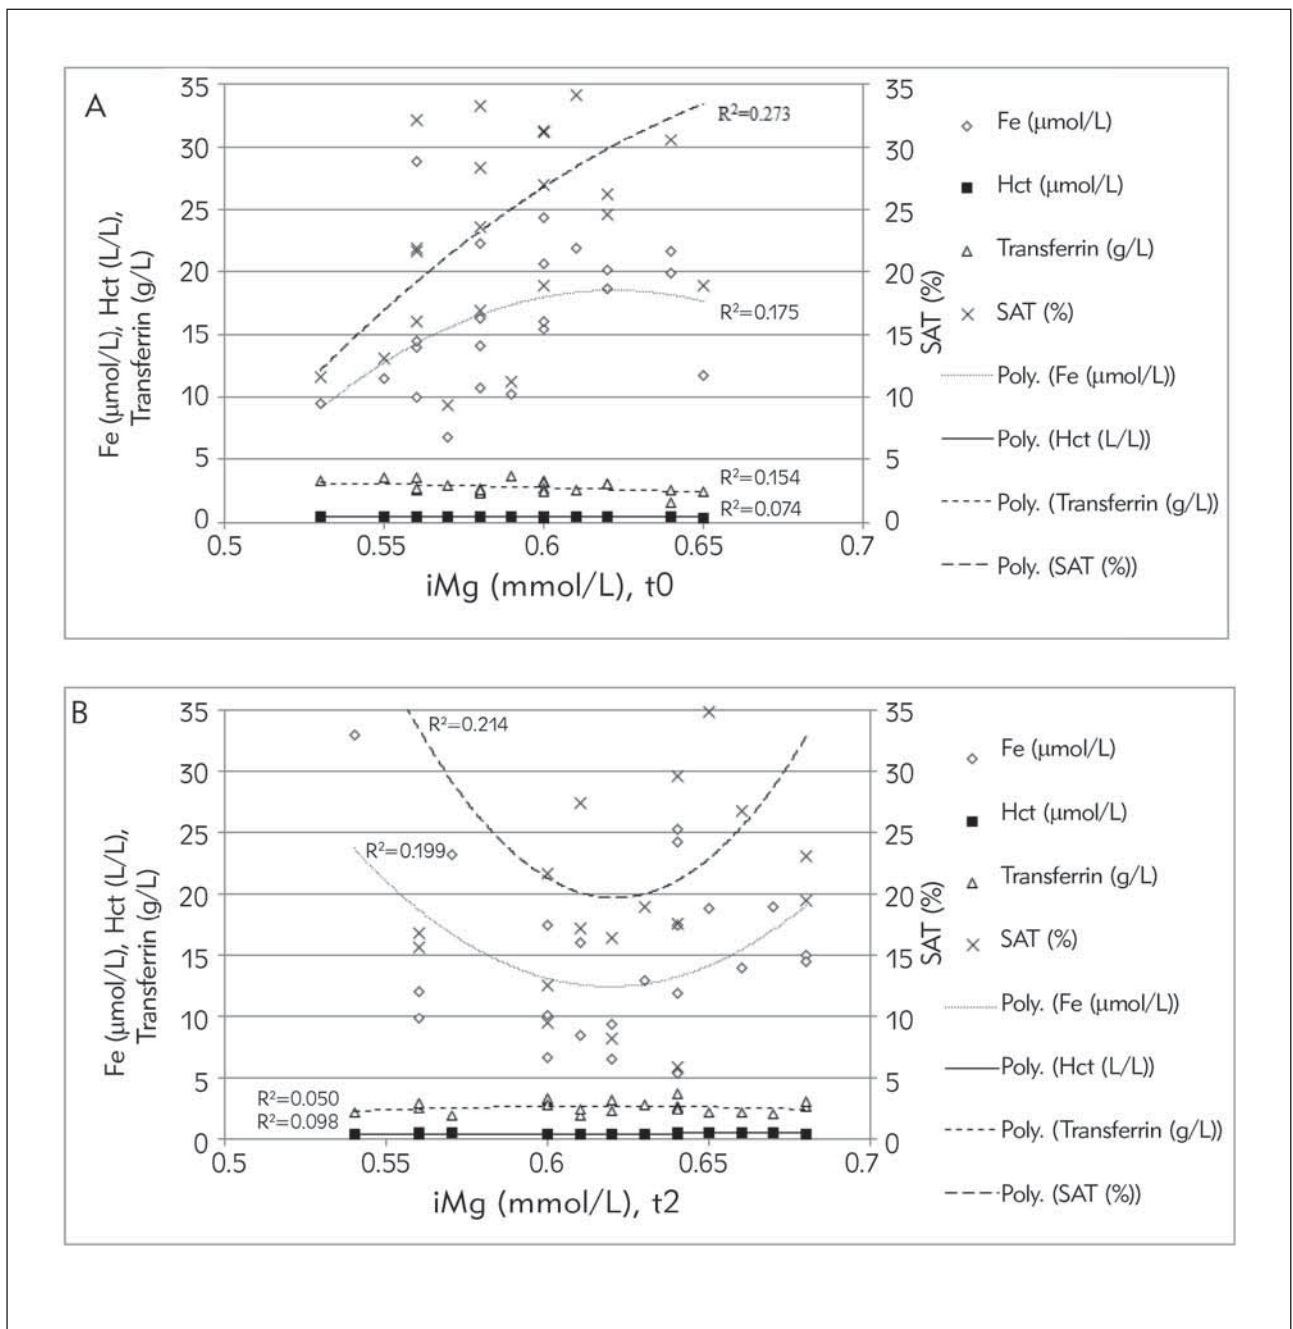 A
35
30
25
20
15
10
5
0
Fe (μmol/L), Hct (L/L),
Transferrin (g/L)
0.5
0.55
0.6
0.65
0.7
iMg (mmol/L), t0
35
30
25
20
15
10
5
0
SAT (%)
R²=0.273
R²=0.175
R²=0.154
R²=0.074
Fe (μmol/L)
Hct (μmol/L)
Transferrin (g/L)
SAT (%)
Poly. (Fe (μmol/L))
Poly. (Hct (L/L))
Poly. (Transferrin (g/L))
Poly. (SAT (%))
B
35
30
25
20
15
10
5
0
Fe (μmol/L), Hct (L/L),
Transferrin (g/L)
0.5
0.55
0.6
0.65
0.7
iMg (mmol/L), t2
35
30
25
20
15
10
5
0
SAT (%)
R²=0.214
R²=0.199
R²=0.050
R²=0.098
Fe (μmol/L)
Hct (μmol/L)
Transferrin (g/L)
SAT (%)
Poly. (Fe (μmol/L))
Poly. (Hct (L/L))
Poly. (Transferrin (g/L))
Poly. (SAT (%))